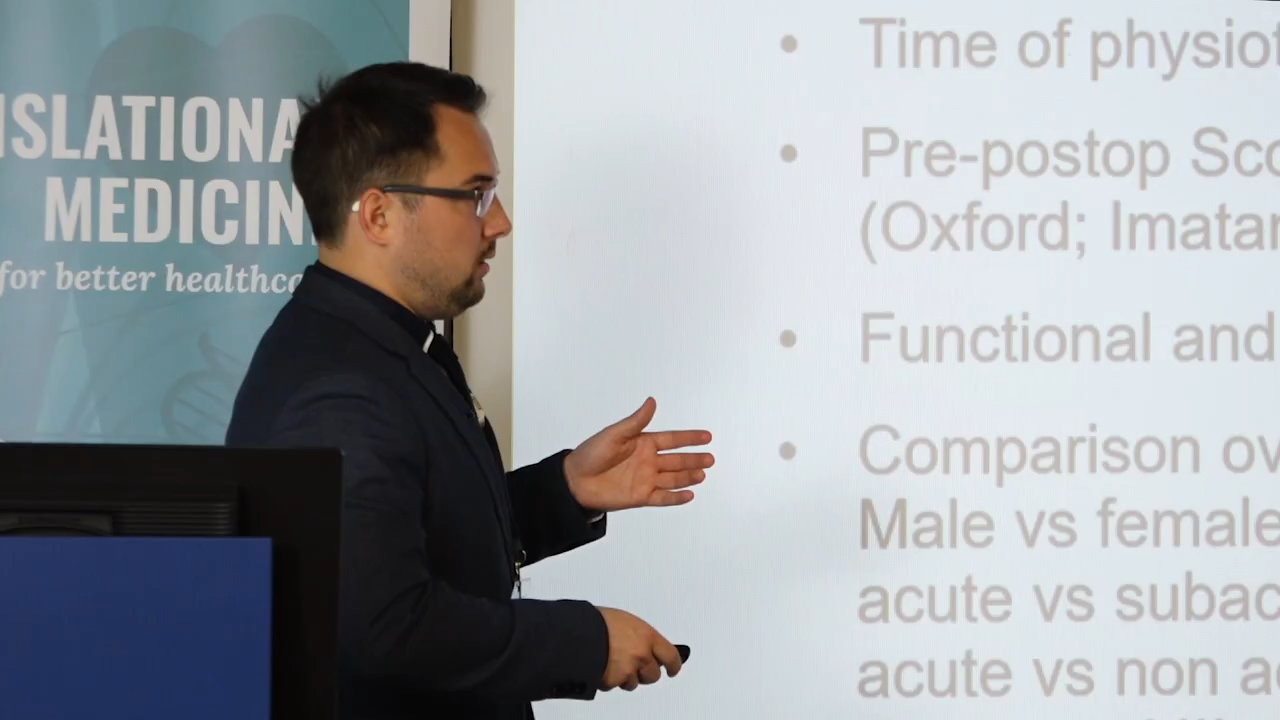 ISLATIONA
MEDICIN
for better healthca
• Time of physiot
• Pre-postop Sco
(Oxford; Imatar
• Functional and
• Comparison ov
Male vs female
acute vs subac
acute vs non a